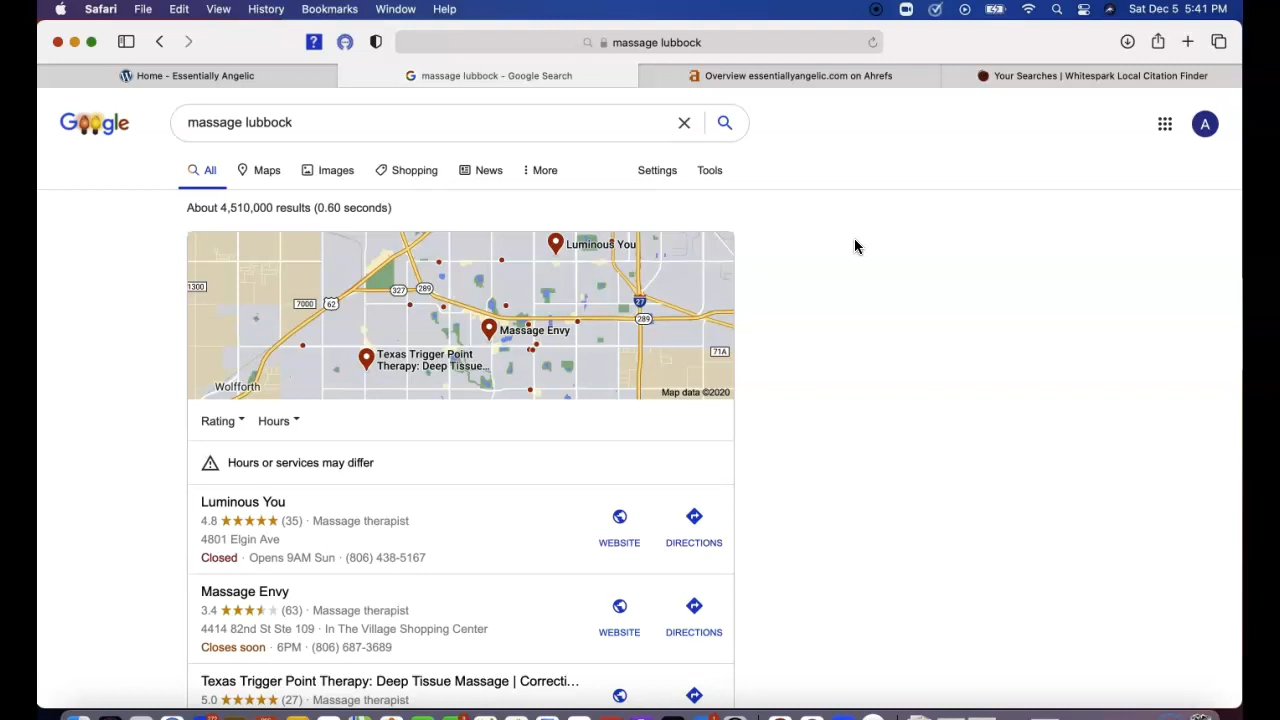 Safari File Edit View History Bookmarks Window Help Sat Dec 5 5:41 PM
massage lubbock
Home - Essentially Angelic massage lubbock - Google Search Overview essentiallyangelic.com on Ahrefs Your Searches | Whitespark Local Citation Finder
Google massage lubbock A
All Maps Images Shopping News More Settings Tools
About 4,510,000 results (0.60 seconds)
Luminous You
1300
327 289
7000 62
27
289
Massage Envy
71A
Texas Trigger Point
Therapy: Deep Tissue...
Wolfforth
Map data ©2020
Rating Hours
Hours or services may differ
Luminous You
4.8 (35) · Massage therapist
4801 Elgin Ave
Closed · Opens 9AM Sun · (806) 438-5167
WEBSITE DIRECTIONS
Massage Envy
3.4 (63) · Massage therapist
4414 82nd St Ste 109 · In The Village Shopping Center
Closes soon · 6PM · (806) 687-3689
WEBSITE DIRECTIONS
Texas Trigger Point Therapy: Deep Tissue Massage | Correcti...
5.0 (27) · Massage therapist